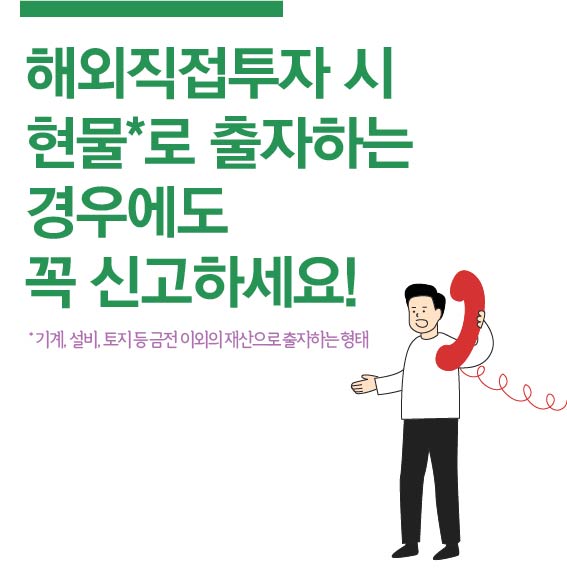 해외직접투자 시
현물*로 출자하는
경우에도
꼭 신고하세요!
* 기계, 설비, 토지 등 금전 이외의 재산으로 출자하는 형태